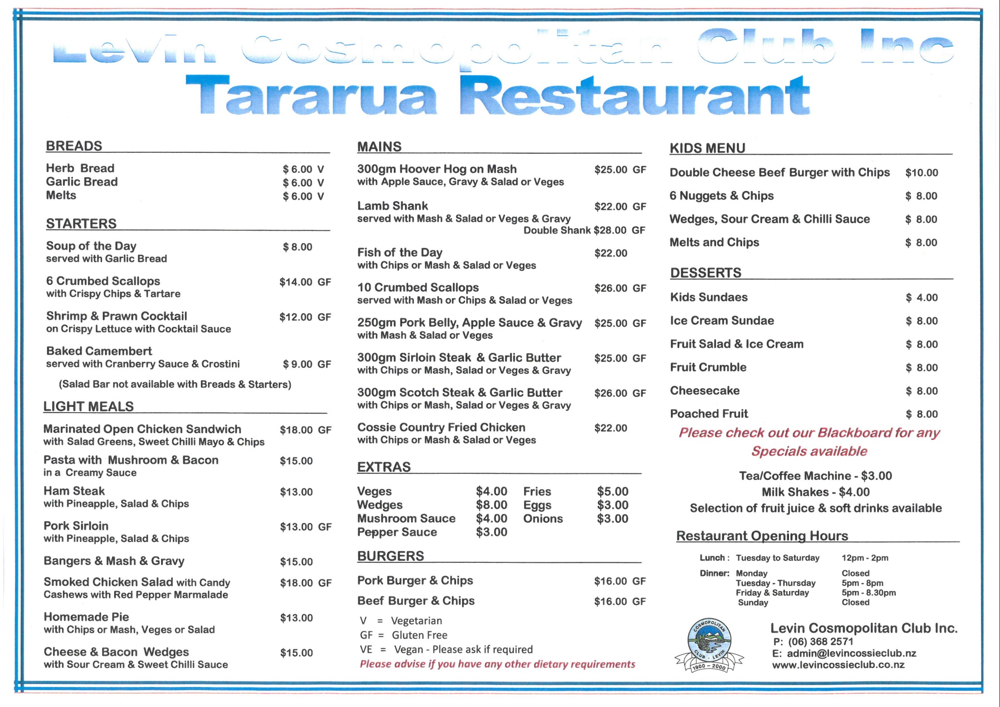 Levin Cosmopolitan Club Inc
Tararua Restaurant
BREADS
Herb Bread $ 6.00 V
Garlic Bread $ 6.00 V
Melts $ 6.00 V
STARTERS
Soup of the Day $ 8.00
served with Garlic Bread
6 Crumbed Scallops $14.00 GF
with Crispy Chips & Tartare
Shrimp & Prawn Cocktail $12.00 GF
on Crispy Lettuce with Cocktail Sauce
Baked Camembert
served with Cranberry Sauce & Crostini $ 9.00 GF
(Salad Bar not available with Breads & Starters)
LIGHT MEALS
Marinated Open Chicken Sandwich $18.00 GF
with Salad Greens, Sweet Chilli Mayo & Chips
Pasta with Mushroom & Bacon $15.00
in a Creamy Sauce
Ham Steak $13.00
with Pineapple, Salad & Chips
Pork Sirloin $13.00 GF
with Pineapple, Salad & Chips
Bangers & Mash & Gravy $15.00
Smoked Chicken Salad with Candy $18.00 GF
Cashews with Red Pepper Marmalade
Homemade Pie $13.00
with Chips or Mash, Veges or Salad
Cheese & Bacon Wedges $15.00
with Sour Cream & Sweet Chilli Sauce
MAINS
300gm Hoover Hog on Mash $25.00 GF
with Apple Sauce, Gravy & Salad or Veges
Lamb Shank $22.00 GF
served with Mash & Salad or Veges & Gravy
Double Shank $28.00 GF
Fish of the Day $22.00
with Chips or Mash & Salad or Veges
10 Crumbed Scallops $26.00 GF
served with Mash or Chips & Salad or Veges
250gm Pork Belly, Apple Sauce & Gravy $25.00 GF
with Mash & Salad or Veges
300gm Sirloin Steak & Garlic Butter $25.00 GF
with Chips or Mash, Salad or Veges & Gravy
300gm Scotch Steak & Garlic Butter $26.00 GF
with Chips or Mash, Salad or Veges & Gravy
Cossie Country Fried Chicken $22.00
with Chips or Mash & Salad or Veges
EXTRAS
Veges $4.00 Fries $5.00
Wedges $8.00 Eggs $3.00
Mushroom Sauce $4.00 Onions $3.00
Pepper Sauce $3.00
BURGERS
Pork Burger & Chips $16.00 GF
Beef Burger & Chips $16.00 GF
V = Vegetarian
GF = Gluten Free
VE = Vegan - Please ask if required
Please advise if you have any other dietary requirements
KIDS MENU
Double Cheese Beef Burger with Chips $10.00
6 Nuggets & Chips $ 8.00
Wedges, Sour Cream & Chilli Sauce $ 8.00
Melts and Chips $ 8.00
DESSERTS
Kids Sundaes $ 4.00
Ice Cream Sundae $ 8.00
Fruit Salad & Ice Cream $ 8.00
Fruit Crumble $ 8.00
Cheesecake $ 8.00
Poached Fruit $ 8.00
Please check out our Blackboard for any
Specials available
Tea/Coffee Machine - $3.00
Milk Shakes - $4.00
Selection of fruit juice & soft drinks available
Restaurant Opening Hours
Lunch : Tuesday to Saturday 12pm - 2pm
Dinner: Monday Closed
Tuesday - Thursday 5pm - 8pm
Friday & Saturday 5pm - 8.30pm
Sunday Closed
COSMOPOLITAN
CLUB - LEVIN
1900 - 2000
Levin Cosmopolitan Club Inc.
P: (06) 368 2571
E: admin@levincossieclub.nz
www.levincossieclub.co.nz